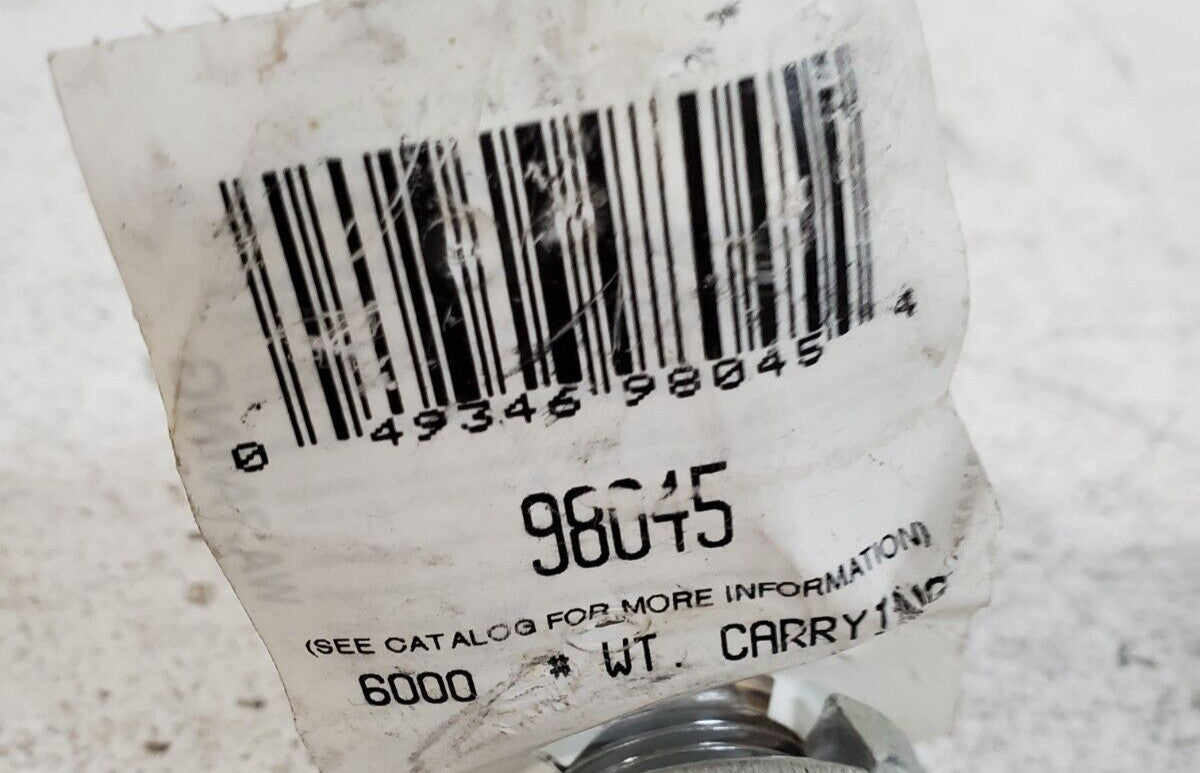 0 49346 98045 4
98045
(SEE CATALOG FOR MORE INFORMATION)
6000 # WT. CARRYING